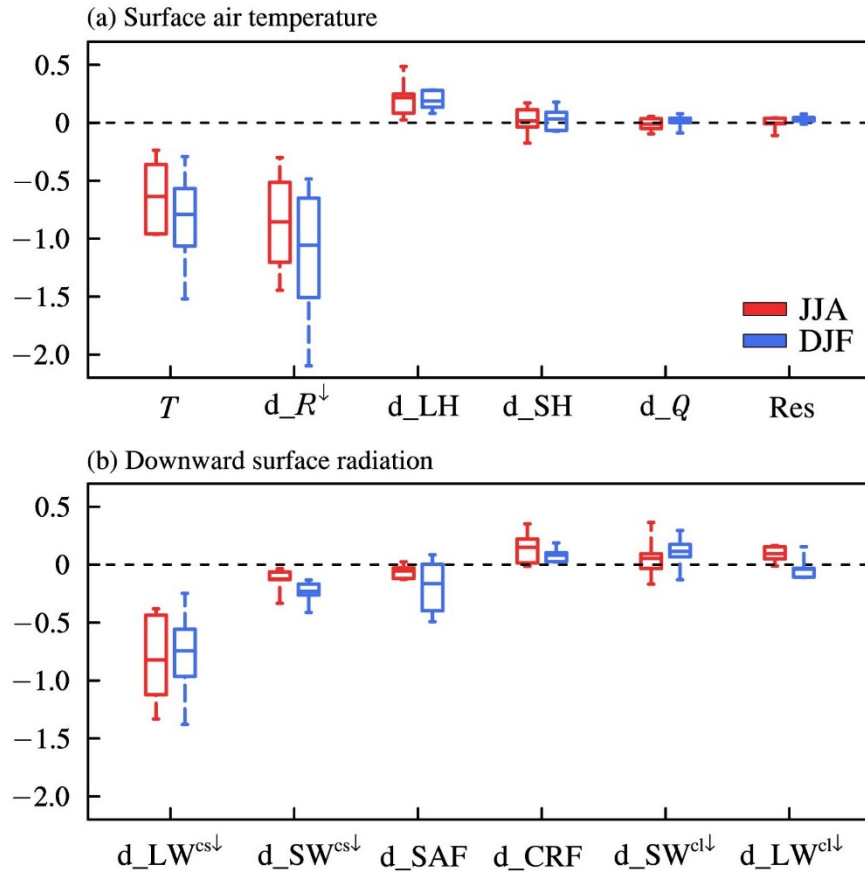 (a) Surface air temperature
0.5
0
−0.5
−1.0
−1.5
−2.0
JJA
DJF
T d_R↓ d_LH d_SH d_Q Res
(b) Downward surface radiation
0.5
0
−0.5
−1.0
−1.5
−2.0
d_LWcs↓ d_SWcs↓ d_SAF d_CRF d_SWcl↓ d_LWcl↓